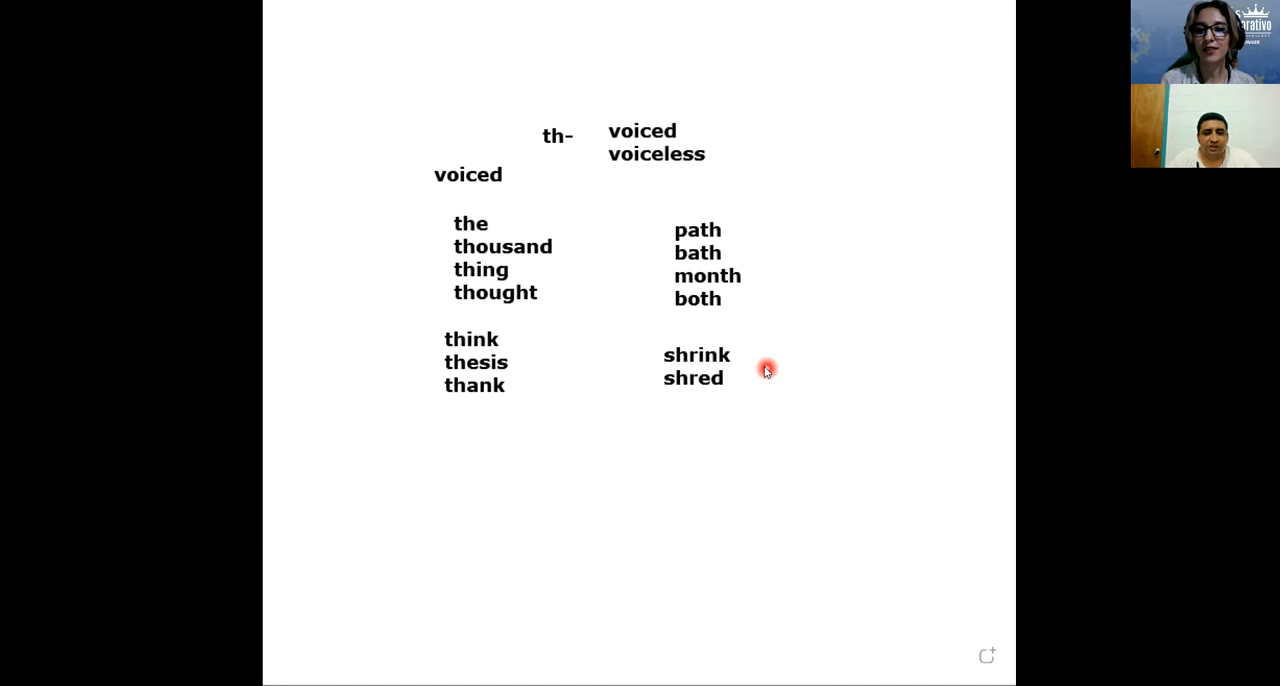 th-
voiced
voiceless
voiced
the
thousand
thing
thought
path
bath
month
both
think
thesis
thank
shrink
shred